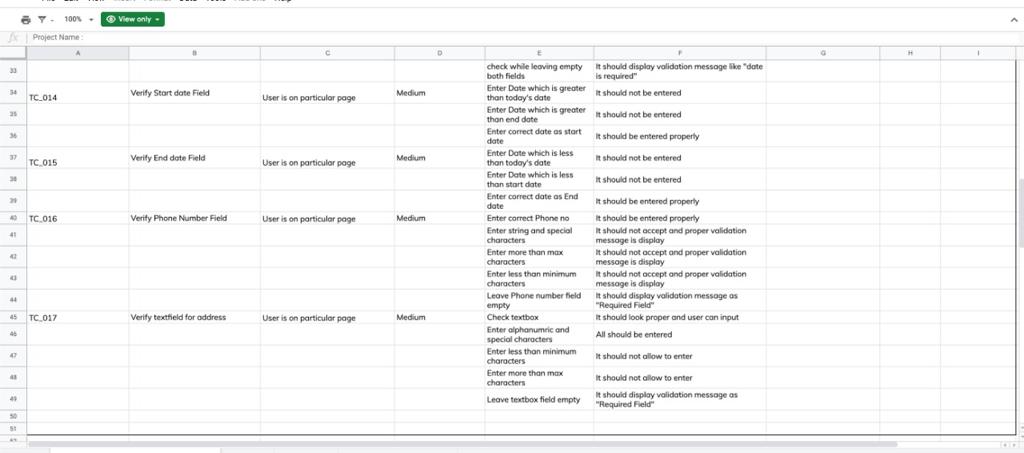 100%
View only
fx Project Name :
A B C D E F G H I
33 check while leaving empty It should display validation message like "date
both fields is required"
34 TC_014 Verify Start date Field User is on particular page Medium Enter Date which is greater It should not be entered
than today's date
35 Enter Date which is greater It should not be entered
than end date
36 Enter correct date as start It should be entered properly
date
37 TC_015 Verify End date Field User is on particular page Medium Enter Date which is less It should not be entered
than today's date
38 Enter Date which is less It should not be entered
than start date
39 Enter correct date as End It should be entered properly
date
40 TC_016 Verify Phone Number Field User is on particular page Medium Enter correct Phone no It should be entered properly
41 Enter string and special It should not accept and proper validation
characters message is display
42 Enter more than max It should not accept and proper validation
characters message is display
43 Enter less than minimum It should not accept and proper validation
characters message is display
44 Leave Phone number field It should display validation message as
empty "Required Field"
45 TC_017 Verify textfield for address User is on particular page Medium Check textbox It should look proper and user can input
46 Enter alphanumric and All should be entered
special characters
47 Enter less than minimum It should not allow to enter
characters
48 Enter more than max It should not allow to enter
characters
49 Leave textbox field empty It should display validation message as
"Required Field"
50
51